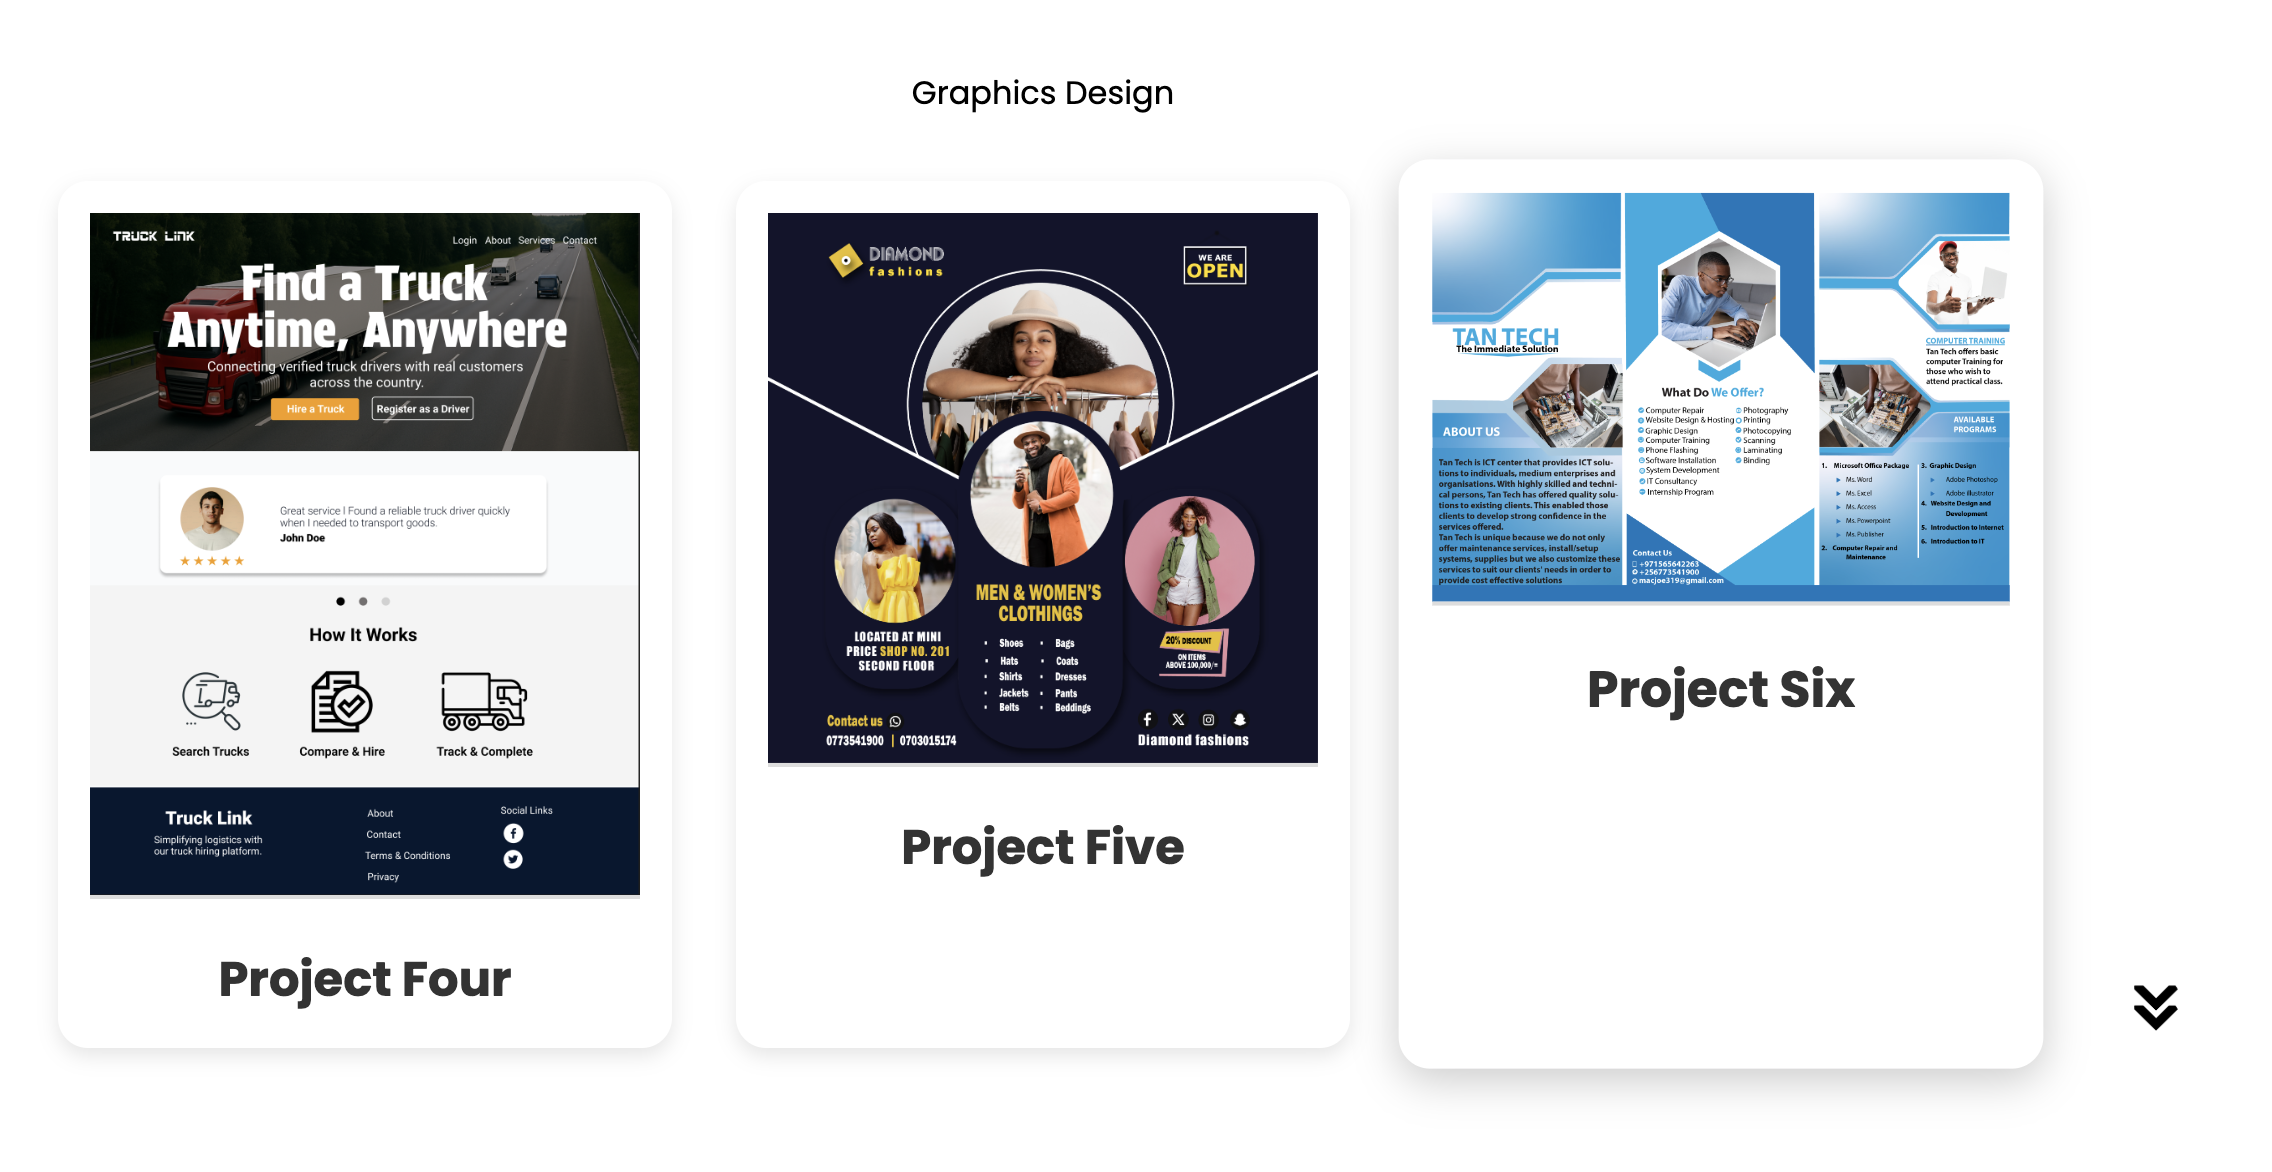 Graphics Design
TRUCK LINK
Login About Services Contact
Find a Truck
Anytime, Anywhere
Connecting verified truck drivers with real customers
across the country.
Hire a Truck
Register as a Driver
Great service I Found a reliable truck driver quickly
when I needed to transport goods.
John Doe
How It Works
Search Trucks
Compare & Hire
Track & Complete
Truck Link
Simplifying logistics with
our truck hiring platform.
About
Contact
Terms & Conditions
Privacy
Social Links
Project Four
DIAMOND
fashions
WE ARE
OPEN
LOCATED AT MINI
PRICE SHOP NO. 201
SECOND FLOOR
MEN & WOMEN'S
CLOTHINGS
Shoes
Hats
Shirts
Jackets
Belts
Bags
Coats
Dresses
Pants
Beddings
20% DISCOUNT
ON ITEMS
ABOVE 100,000/=
Contact us
0773541900 | 0703015174
Diamond fashions
Project Five
TAN TECH
The Immediate Solution
ABOUT US
Tan Tech is ICT center that provides ICT solu-
tions to individuals, medium enterprises and
organisations. With highly skilled and techni-
cal persons, Tan Tech has offered quality solu-
tions to existing clients. This enabled those
clients to develop strong confidence in the
services offered.
Tan Tech is unique because we do not only
offer maintenance services, install/setup
systems, supplies but we also customize these
services to suit our clients' needs in order to
provide cost effective solutions
What Do We Offer?
Computer Repair
Website Design & Hosting
Graphic Design
Computer Training
Phone Flashing
Software Installation
System Development
IT Consultancy
Internship Program
Photography
Printing
Photocopying
Scanning
Laminating
Binding
Contact Us
+971565642263
+256773541900
macjoe319@gmail.com
COMPUTER TRAINING
Tan Tech offers basic
computer Training for
those who wish to
attend practical class.
AVAILABLE
PROGRAMS
1. Microsoft Office Package
Ms. Word
Ms. Excel
Ms. Access
Ms. Powerpoint
Ms. Publisher
2. Computer Repair and
Maintenance
3. Graphic Design
Adobe Photoshop
Adobe Illustrator
4. Website Design and
Development
5. Introduction to Internet
6. Introduction to IT
Project Six